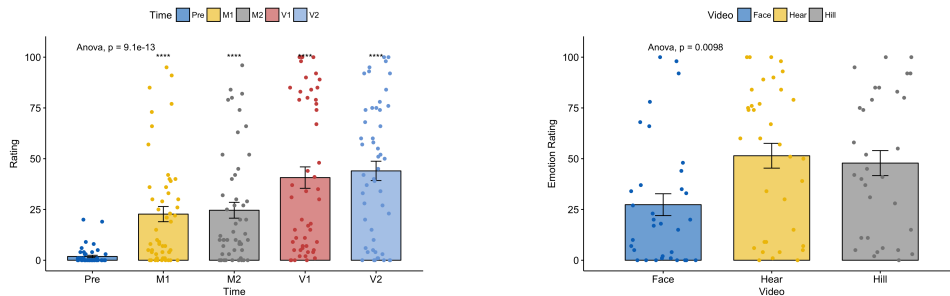 Time Pre M1 M2 V1 V2
Anova, p = 9.1e-13
**** **** **** ****
Rating
100
75
50
25
0
Pre M1 M2 V1 V2
Time
Video Face Hear Hill
Anova, p = 0.0098
Emotion Rating
100
75
50
25
0
Face Hear Hill
Video